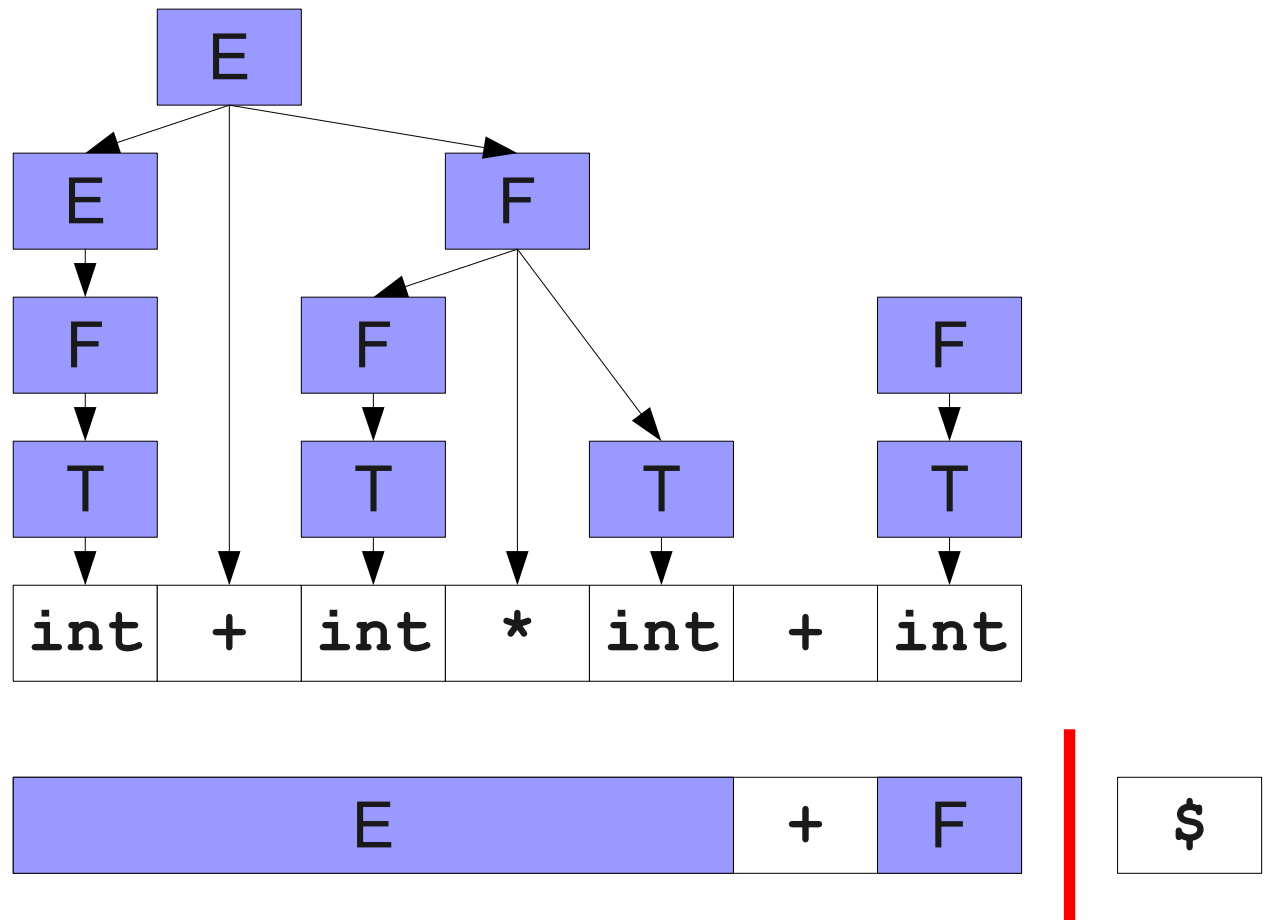 E
E F
F F F
T T T T
int + int * int + int
E + F $